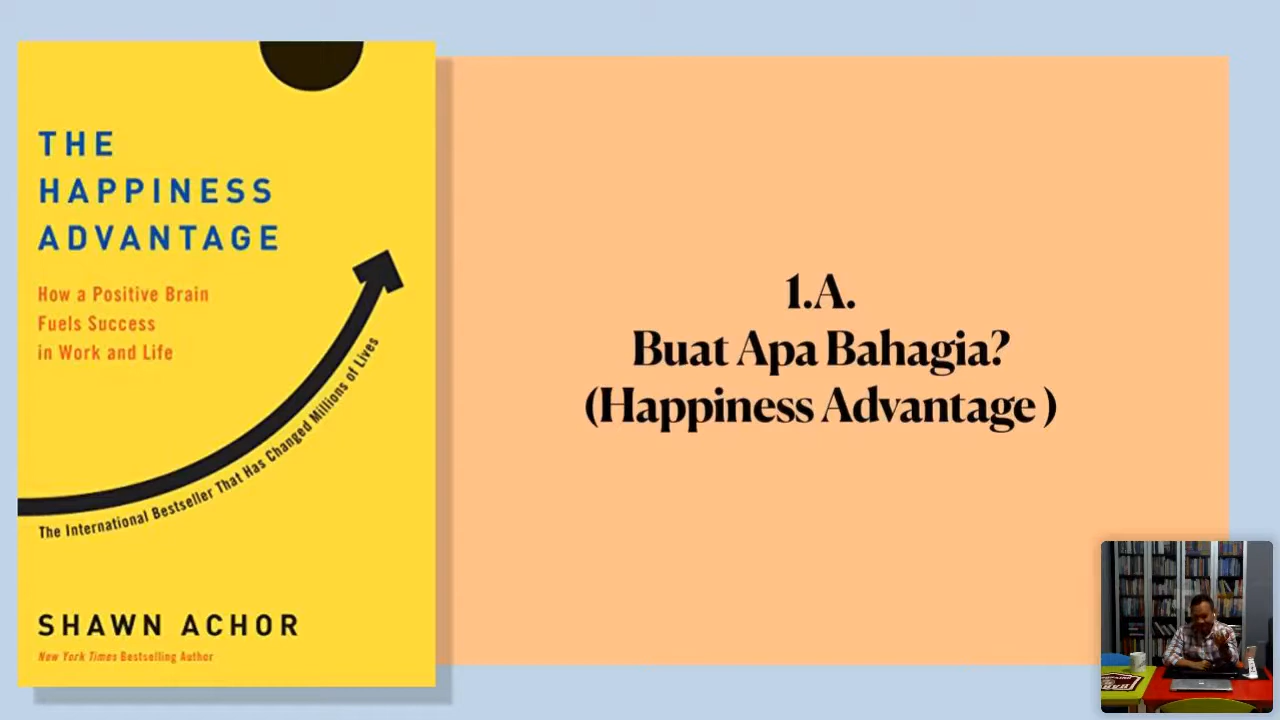 THE
HAPPINESS
ADVANTAGE
How a Positive Brain
Fuels Success
in Work and Life
The International Bestseller That Has Changed Millions of Lives
SHAWN ACHOR
New York Times Bestselling Author
1.A.
Buat Apa Bahagia?
(Happiness Advantage )